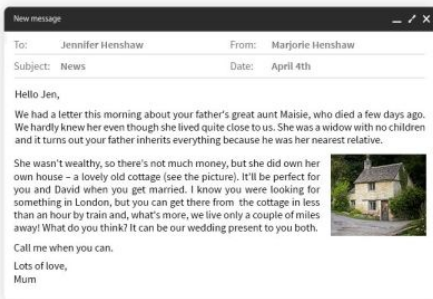 New message
To: Jennifer Henshaw From: Marjorie Henshaw
Subject: News Date: April 4th
Hello Jen,
We had a letter this morning about your father's great aunt Maisie, who died a few days ago.
We hardly knew her even though she lived quite close to us. She was a widow with no children
and it turns out your father inherits everything because he was her nearest relative.
She wasn't wealthy, so there's not much money, but she did own her
own house – a lovely old cottage (see the picture). It'll be perfect for
you and David when you get married. I know you were looking for
something in London, but you can get there from the cottage in less
than an hour by train and, what's more, we live only a couple of miles
away! What do you think? It can be our wedding present to you both.
Call me when you can.
Lots of love,
Mum